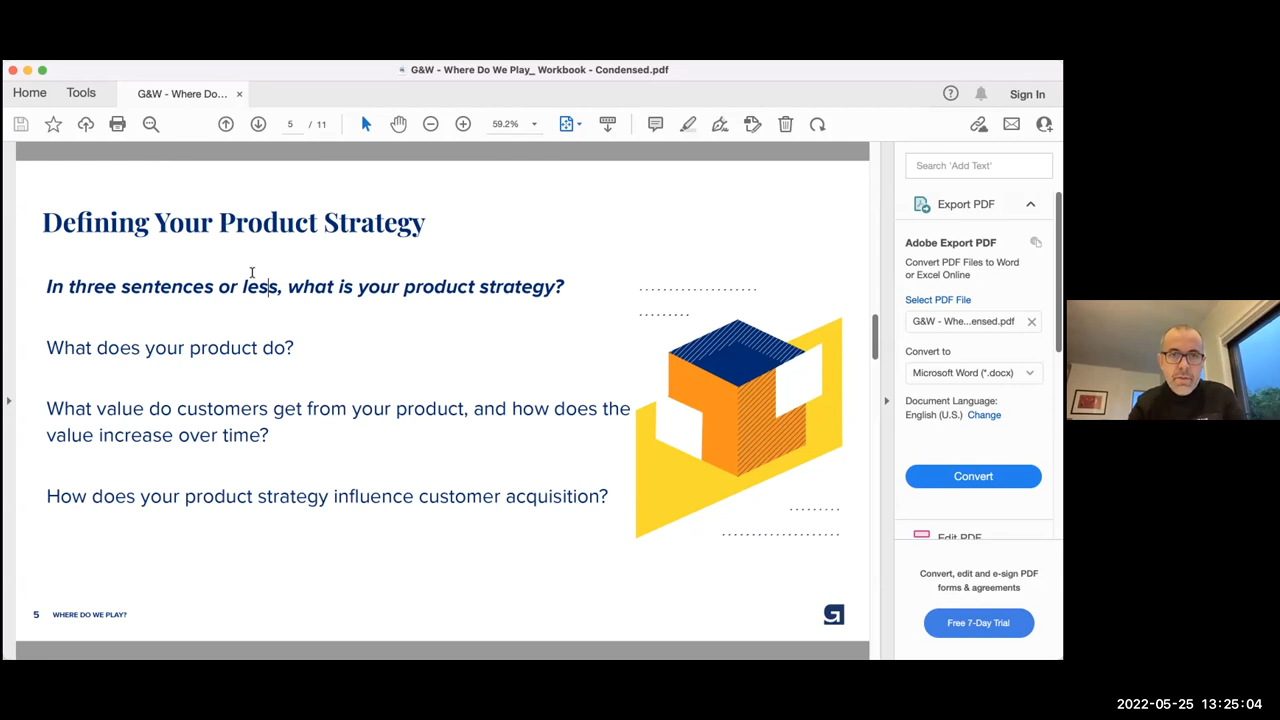 G&W - Where Do We Play_ Workbook - Condensed.pdf
Home Tools G&W - Where Do... × Sign In
5 / 11 59.2%
Search 'Add Text'
Export PDF
Adobe Export PDF
Convert PDF Files to Word
or Excel Online
Select PDF File
G&W - Whe...ensed.pdf
Convert to
Microsoft Word (*.docx)
Document Language:
English (U.S.) Change
Convert
Edit PDF
Convert, edit and e-sign PDF
forms & agreements
Free 7-Day Trial
Defining Your Product Strategy
In three sentences or less, what is your product strategy?
What does your product do?
What value do customers get from your product, and how does the
value increase over time?
How does your product strategy influence customer acquisition?
5 WHERE DO WE PLAY?
2022-05-25 13:25:04